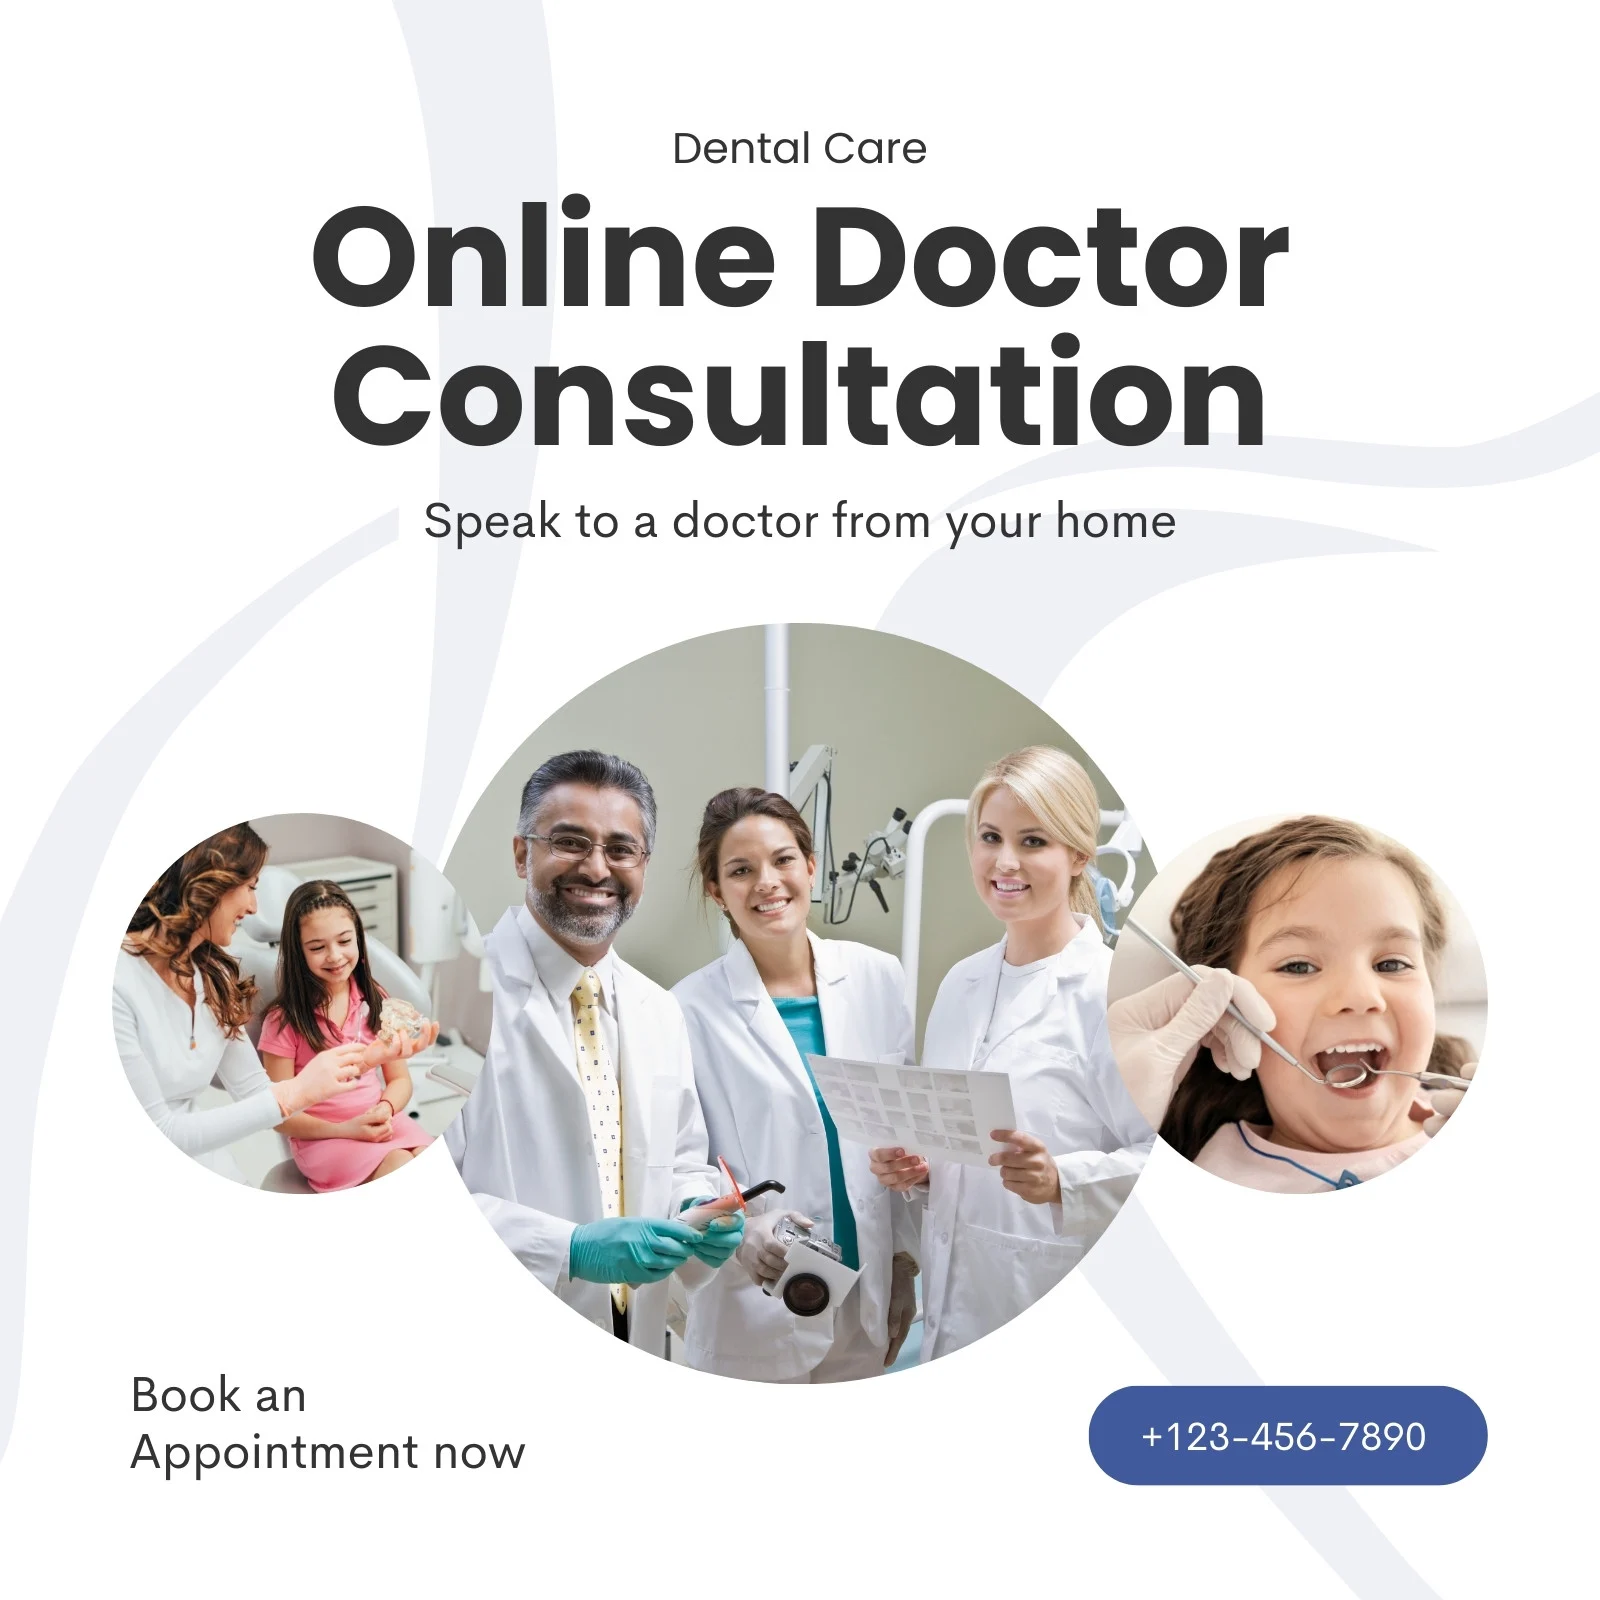 Dental Care
Online Doctor
Consultation
Speak to a doctor from your home
Book an
Appointment now
+123-456-7890